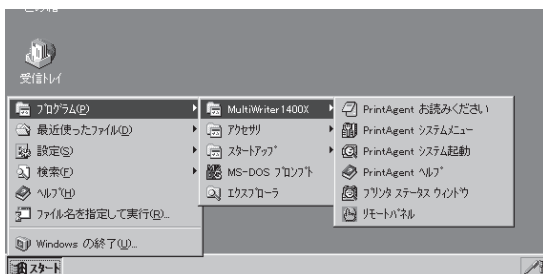 受信トレイ
プログラム(P)
最近使ったファイル(D)
設定(S)
検索(F)
ヘルプ(H)
ファイル名を指定して実行(R)...
Windows の終了(U)...
スタート
MultiWriter1400X
アクセサリ
スタートアップ
MS-DOS プロンプト
エクスプローラ
PrintAgent お読みください
PrintAgent システムメニュー
PrintAgent システム起動
PrintAgent ヘルプ
プリンタ ステータス ウィンドウ
リモートパネル